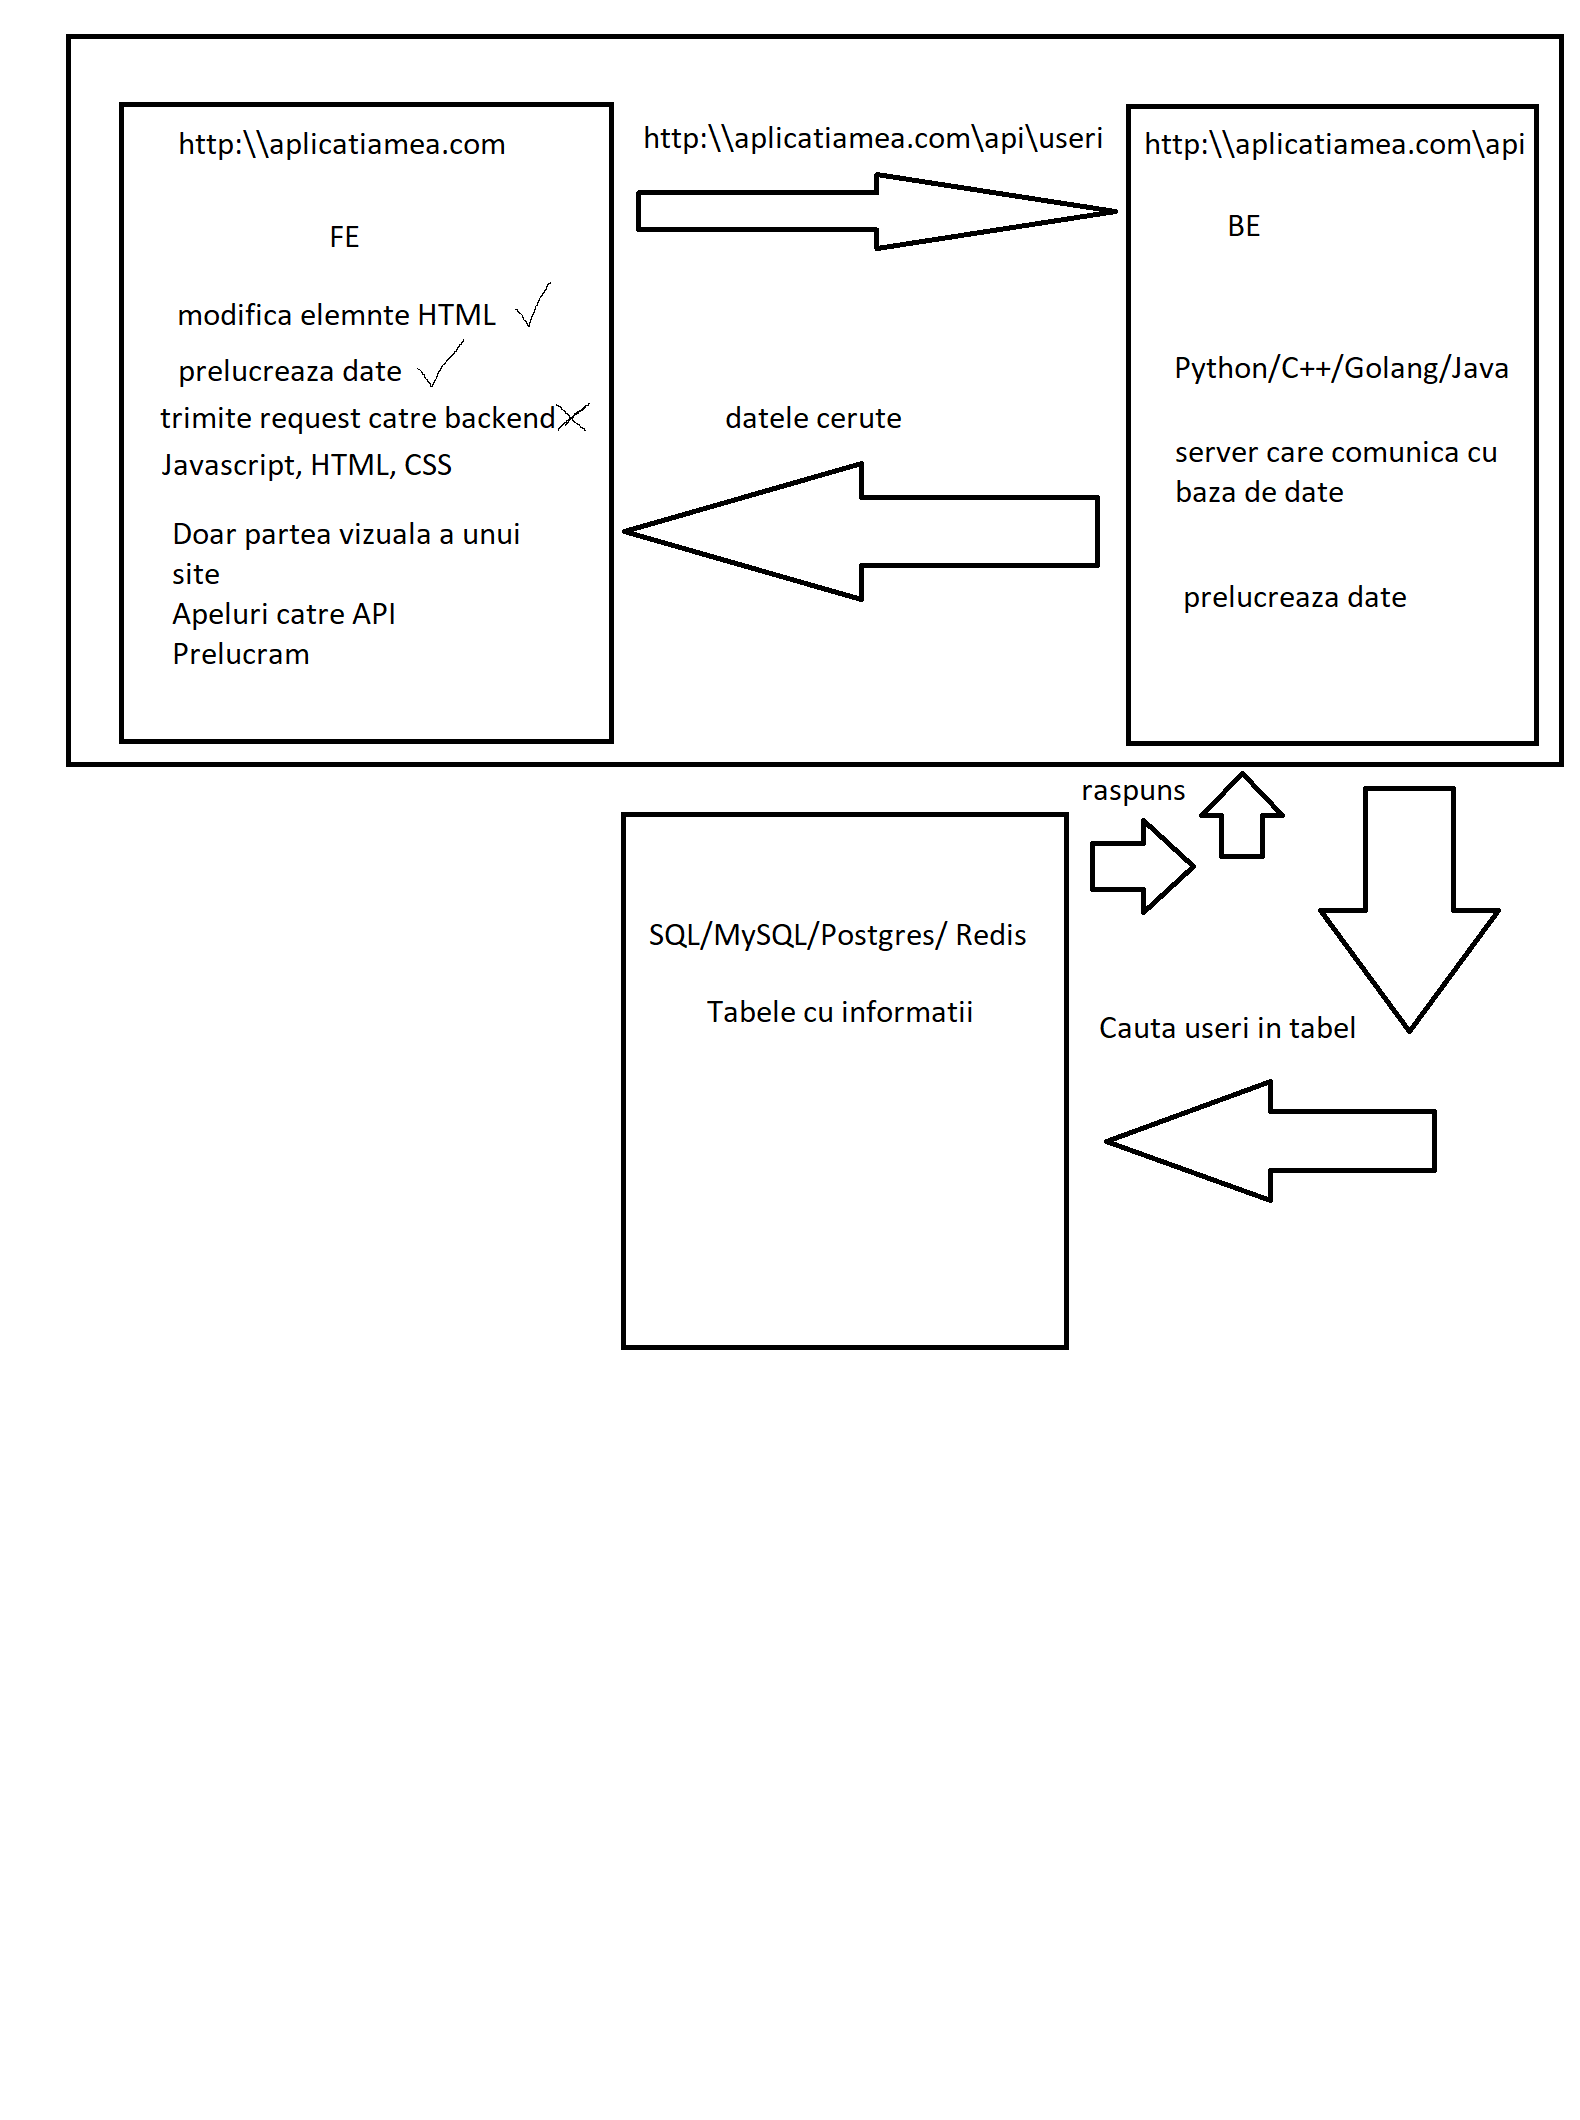 http:\\aplicatiamea.com
FE
modifica elemnte HTML
prelucreaza date
trimite request catre backend
Javascript, HTML, CSS
Doar partea vizuala a unui
site
Apeluri catre API
Prelucram
http:\\aplicatiamea.com\api\useri
datele cerute
http:\\aplicatiamea.com\api
BE
Python/C++/Golang/Java
server care comunica cu
baza de date
prelucreaza date
raspuns
SQL/MySQL/Postgres/ Redis
Tabele cu informatii
Cauta useri in tabel